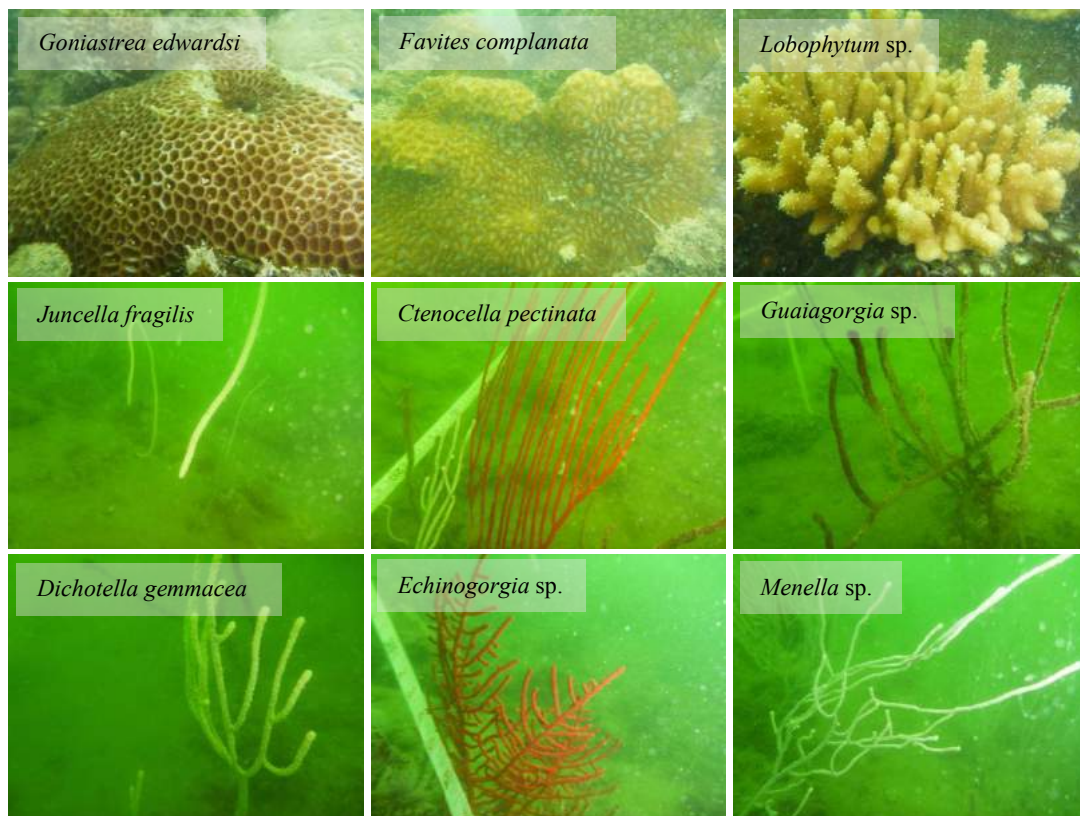 Goniastrea edwardsi
Favites complanata
Lobophytum sp.
Juncella fragilis
Ctenocella pectinata
Guaiagorgia sp.
Dichotella gemmacea
Echinogorgia sp.
Menella sp.